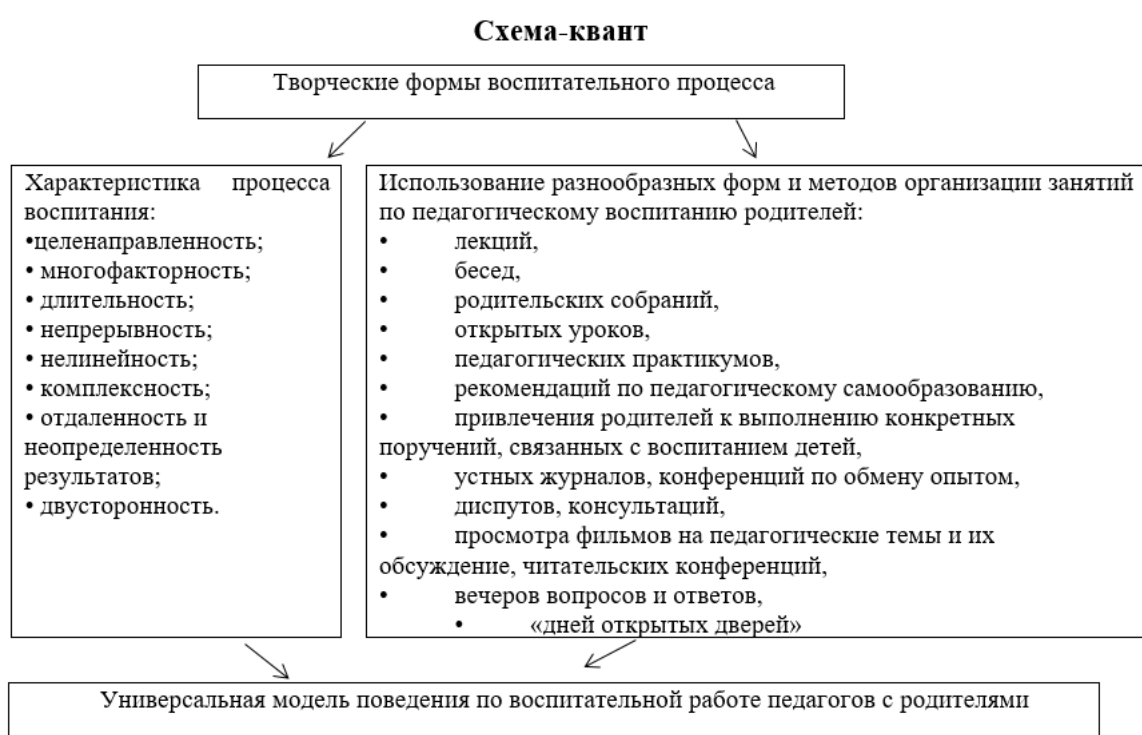 Схема-квант
Творческие формы воспитательного процесса
Характеристика процесса
воспитания:
•целенаправленность;
• многофакторность;
• длительность;
• непрерывность;
• нелинейность;
• комплексность;
• отдаленность и
неопределенность
результатов;
• двусторонность.
Использование разнообразных форм и методов организации занятий
по педагогическому воспитанию родителей:
• лекций,
• бесед,
• родительских собраний,
• открытых уроков,
• педагогических практикумов,
• рекомендаций по педагогическому самообразованию,
• привлечения родителей к выполнению конкретных
поручений, связанных с воспитанием детей,
• устных журналов, конференций по обмену опытом,
• диспутов, консультаций,
• просмотра фильмов на педагогические темы и их
обсуждение, читательских конференций,
• вечеров вопросов и ответов,
• «дней открытых дверей»
Универсальная модель поведения по воспитательной работе педагогов с родителями